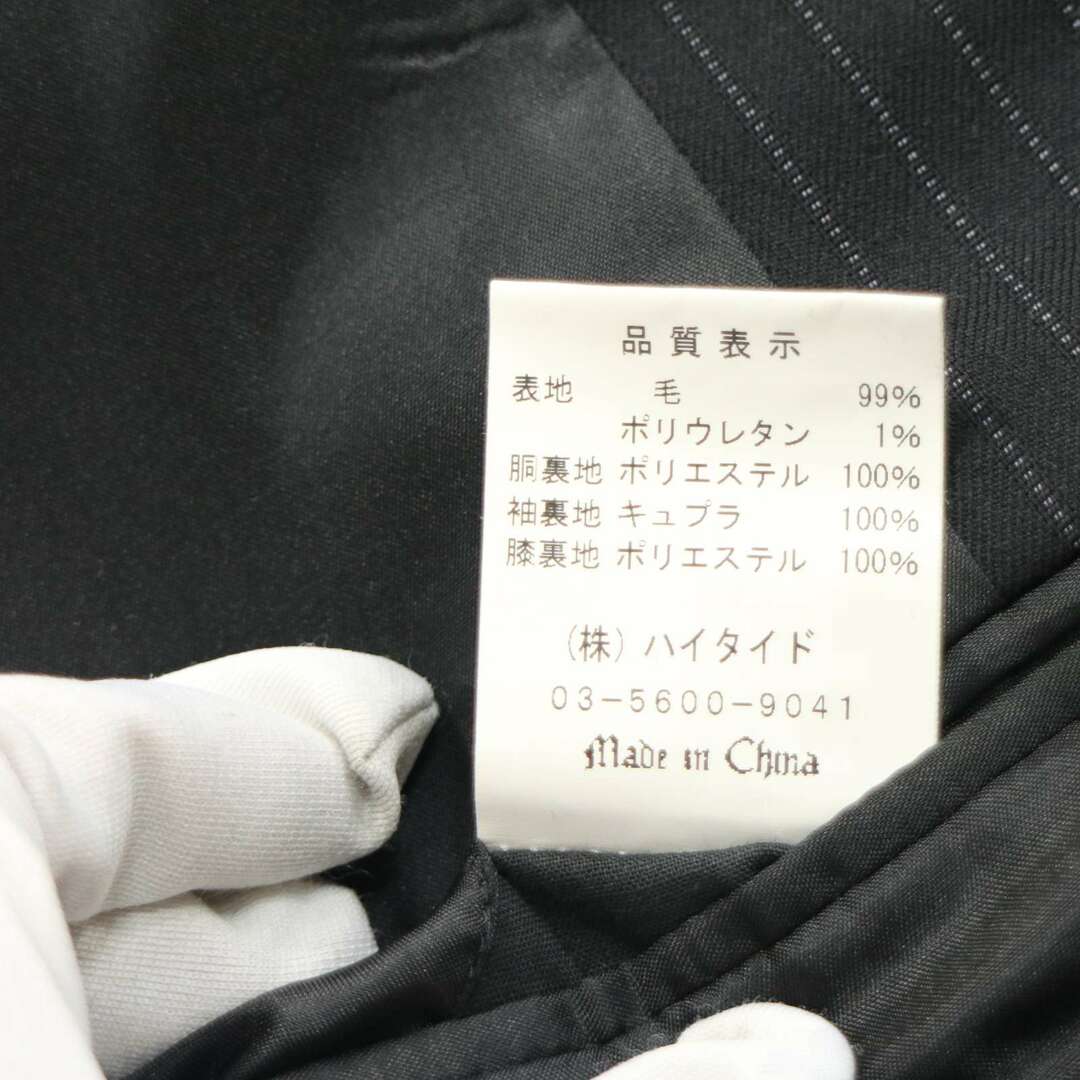 品質表示
表地 毛 99%
ポリウレタン 1%
胴裏地 ポリエステル 100%
袖裏地 キュプラ 100%
膝裏地 ポリエステル 100%
(株)ハイタイド
03-5600-9041
Made in China